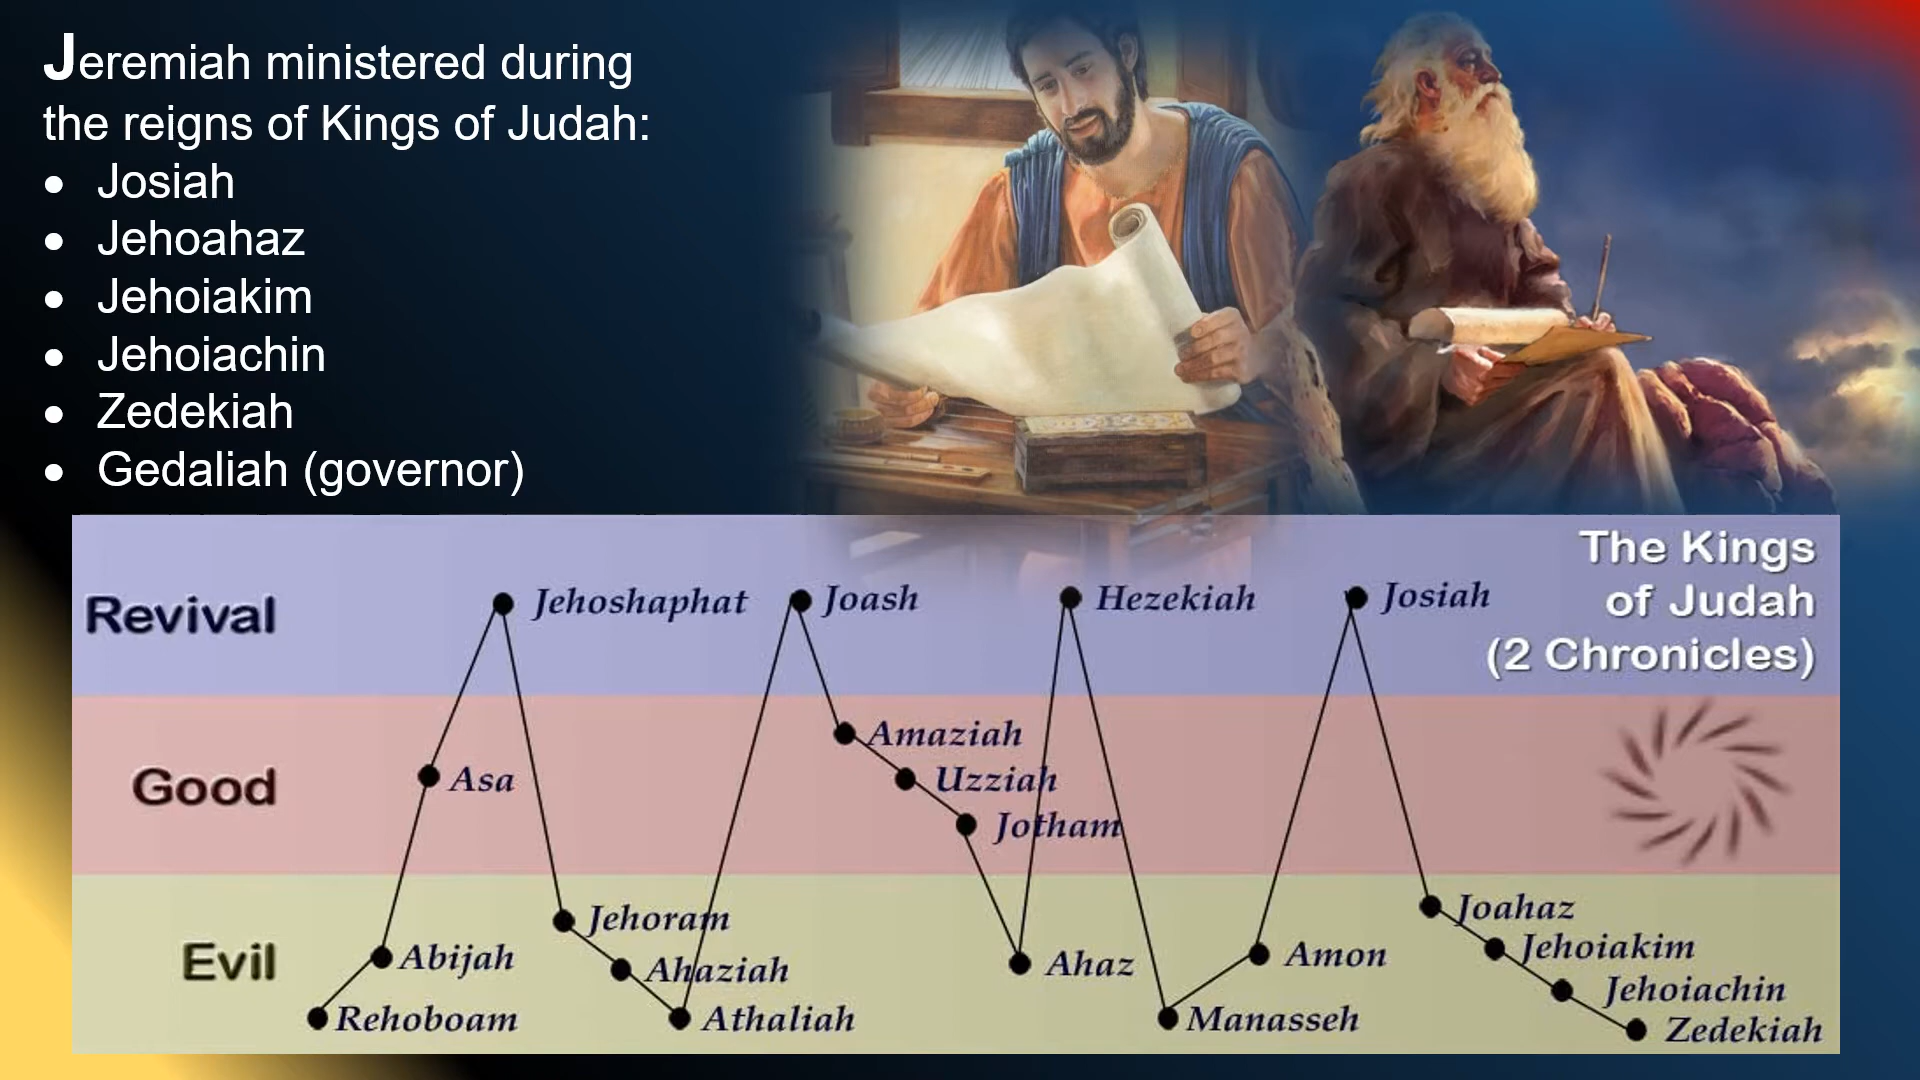 Jeremiah ministered during
the reigns of Kings of Judah:
• Josiah
• Jehoahaz
• Jehoiakim
• Jehoiachin
• Zedekiah
• Gedaliah (governor)
The Kings
of Judah
(2 Chronicles)
Revival
Jehoshaphat
Joash
Hezekiah
Josiah
Good
Asa
Amaziah
Uzziah
Jotham
Evil
Rehoboam
Abijah
Jehoram
Ahaziah
Athaliah
Ahaz
Manasseh
Amon
Joahaz
Jehoiakim
Jehoiachin
Zedekiah